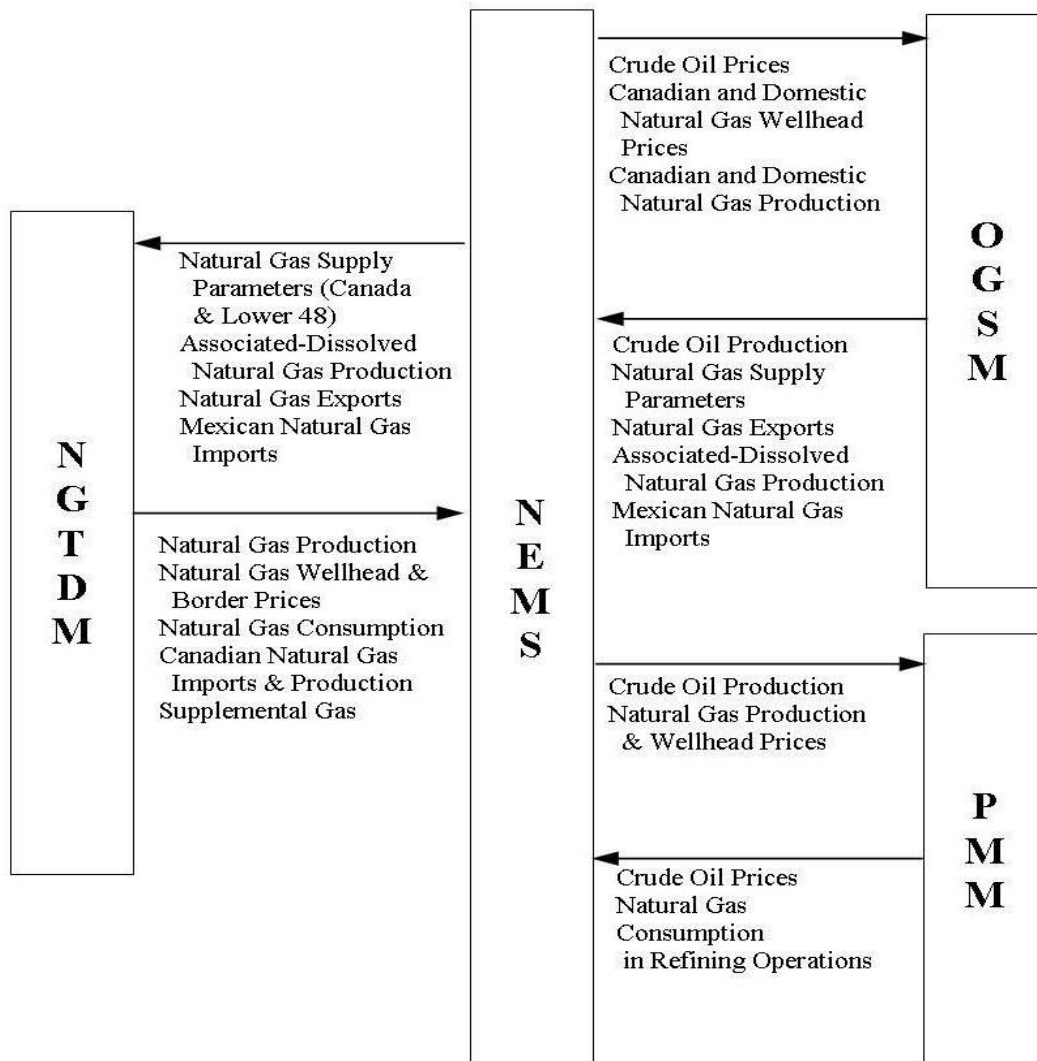 Crude Oil Prices
Canadian and Domestic
Natural Gas Wellhead
Prices
Canadian and Domestic
Natural Gas Production
OGSM
Natural Gas Supply
Parameters (Canada
& Lower 48)
Associated-Dissolved
Natural Gas Production
Natural Gas Exports
Mexican Natural Gas
Imports
Crude Oil Production
Natural Gas Supply
Parameters
Natural Gas Exports
Associated-Dissolved
Natural Gas Production
Mexican Natural Gas
Imports
NGTDM
NEMS
Natural Gas Production
Natural Gas Wellhead &
Border Prices
Natural Gas Consumption
Canadian Natural Gas
Imports & Production
Supplemental Gas
Crude Oil Production
Natural Gas Production
& Wellhead Prices
PMM
Crude Oil Prices
Natural Gas
Consumption
in Refining Operations